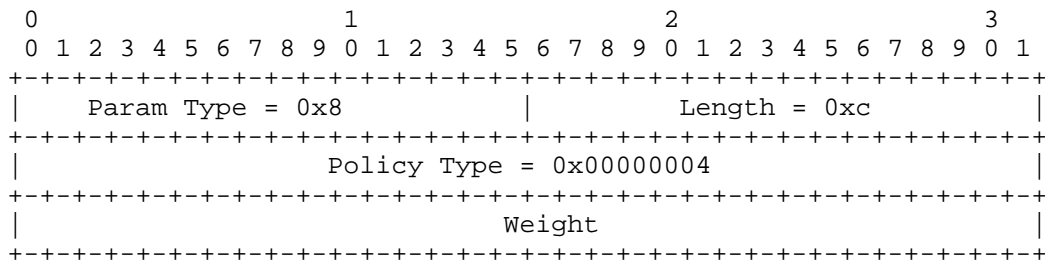 0                   1                   2                   3
 0 1 2 3 4 5 6 7 8 9 0 1 2 3 4 5 6 7 8 9 0 1 2 3 4 5 6 7 8 9 0 1
+-+-+-+-+-+-+-+-+-+-+-+-+-+-+-+-+-+-+-+-+-+-+-+-+-+-+-+-+-+-+-+-+
|    Param Type = 0x8           |         Length = 0xc          |
+-+-+-+-+-+-+-+-+-+-+-+-+-+-+-+-+-+-+-+-+-+-+-+-+-+-+-+-+-+-+-+-+
|                   Policy Type = 0x00000004                    |
+-+-+-+-+-+-+-+-+-+-+-+-+-+-+-+-+-+-+-+-+-+-+-+-+-+-+-+-+-+-+-+-+
|                              Weight                           |
+-+-+-+-+-+-+-+-+-+-+-+-+-+-+-+-+-+-+-+-+-+-+-+-+-+-+-+-+-+-+-+-+